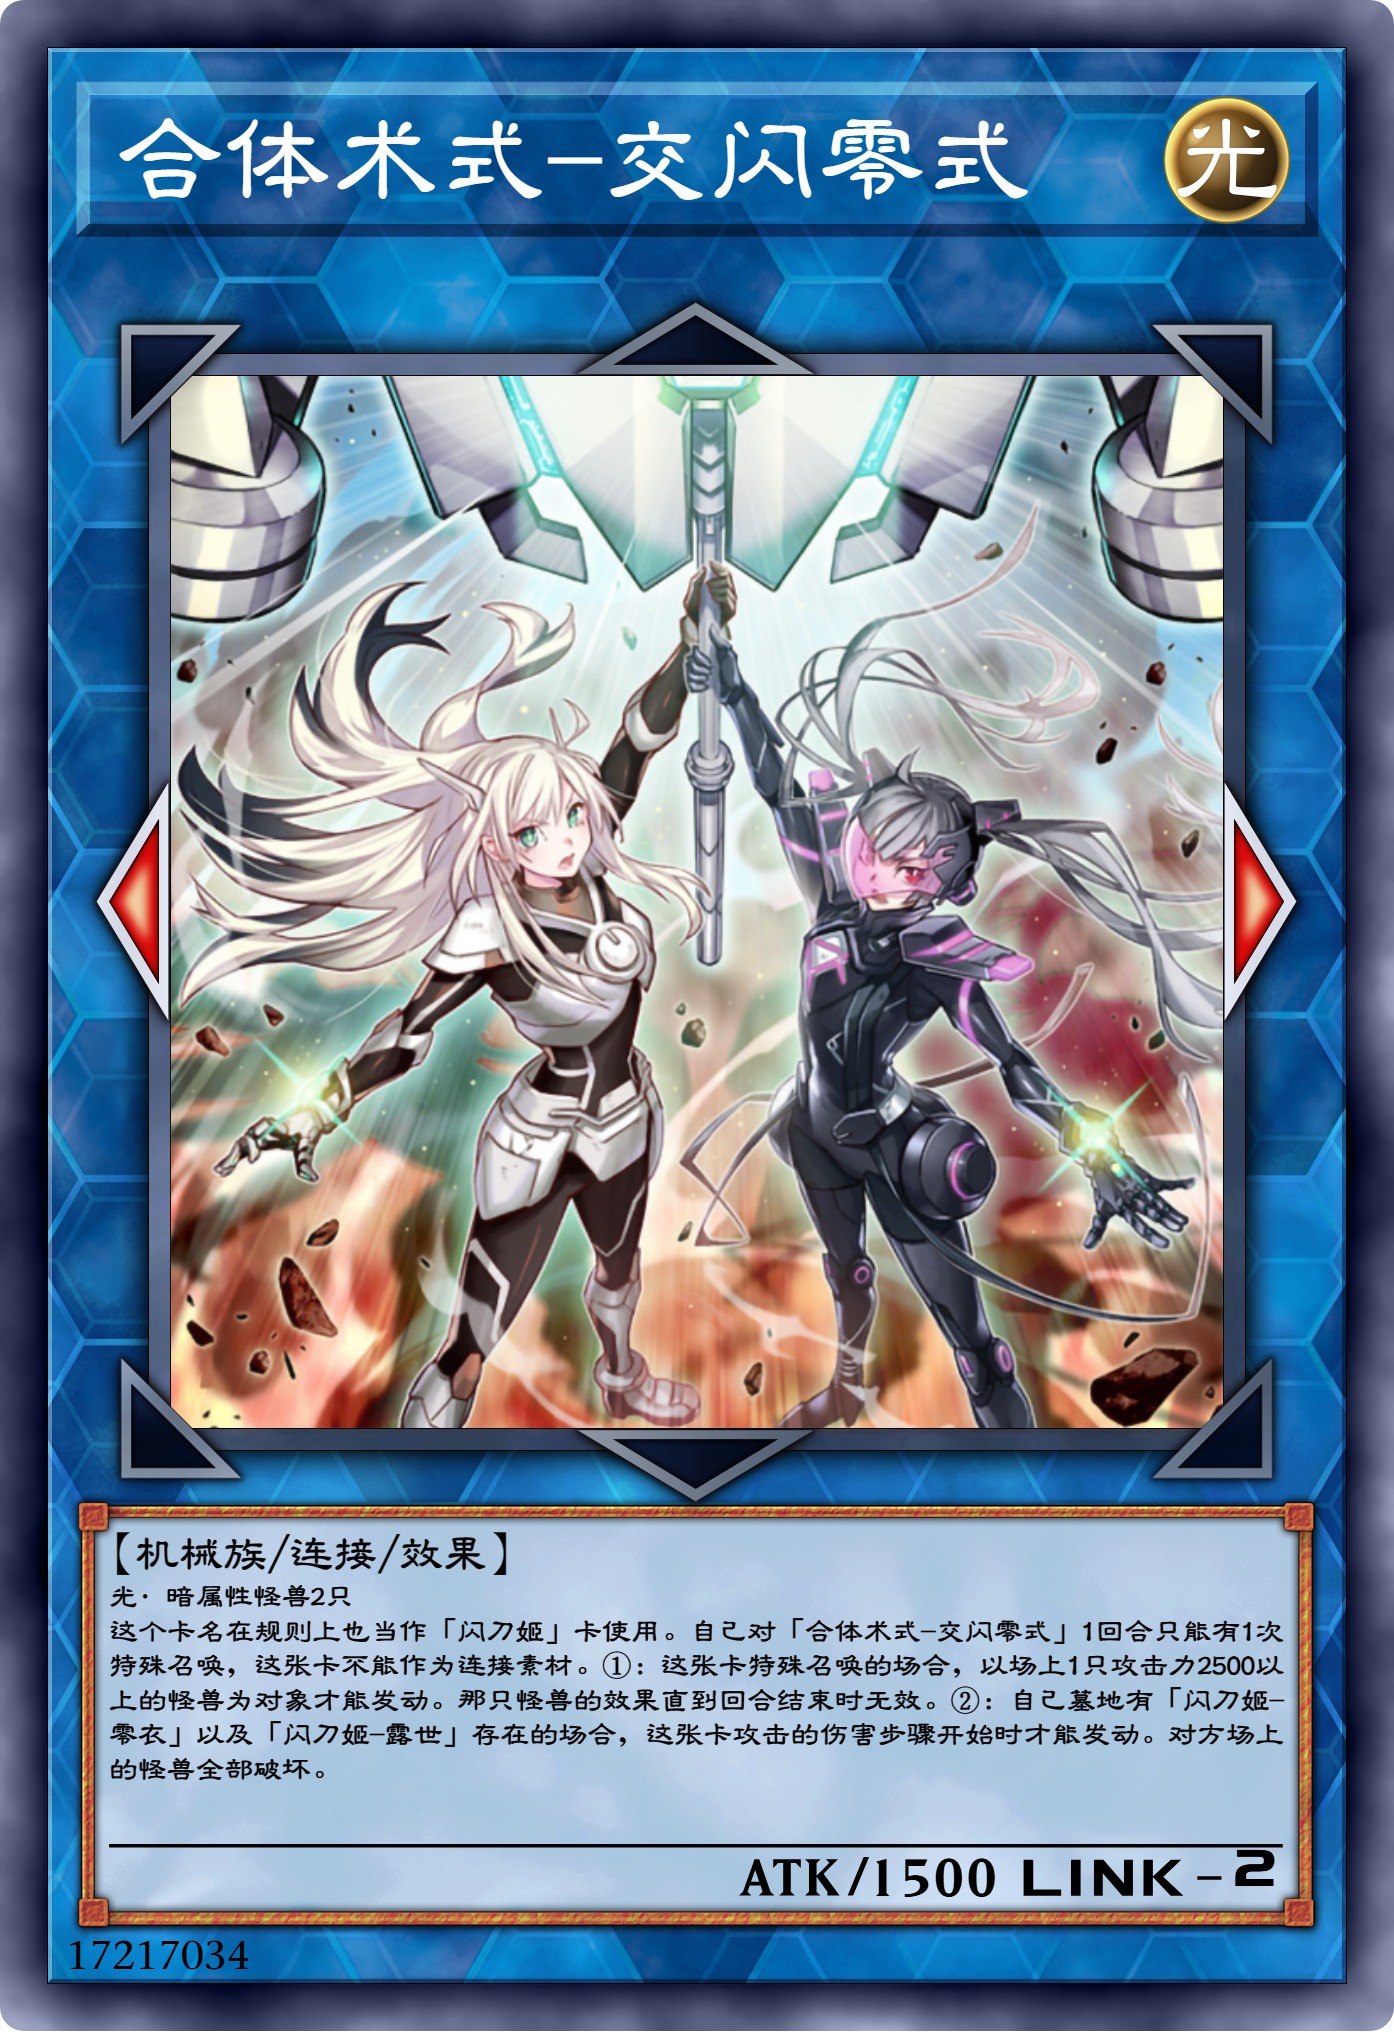 合体术式-交闪零式
光
【机械族/连接/效果】
光·暗属性怪兽2只
这个卡名在规则上也当作「闪刀姬」卡使用。自己对「合体术式-交闪零式」1回合只能有1次
特殊召唤，这张卡不能作为连接素材。①：这张卡特殊召唤的场合，以场上1只攻击力2500以
上的怪兽为对象才能发动。那只怪兽的效果直到回合结束时无效。②：自己墓地有「闪刀姬-
零衣」以及「闪刀姬-露世」存在的场合，这张卡攻击的伤害步骤开始时才能发动。对方场上
的怪兽全部破坏。
ATK/1500 LINK-2
17217034